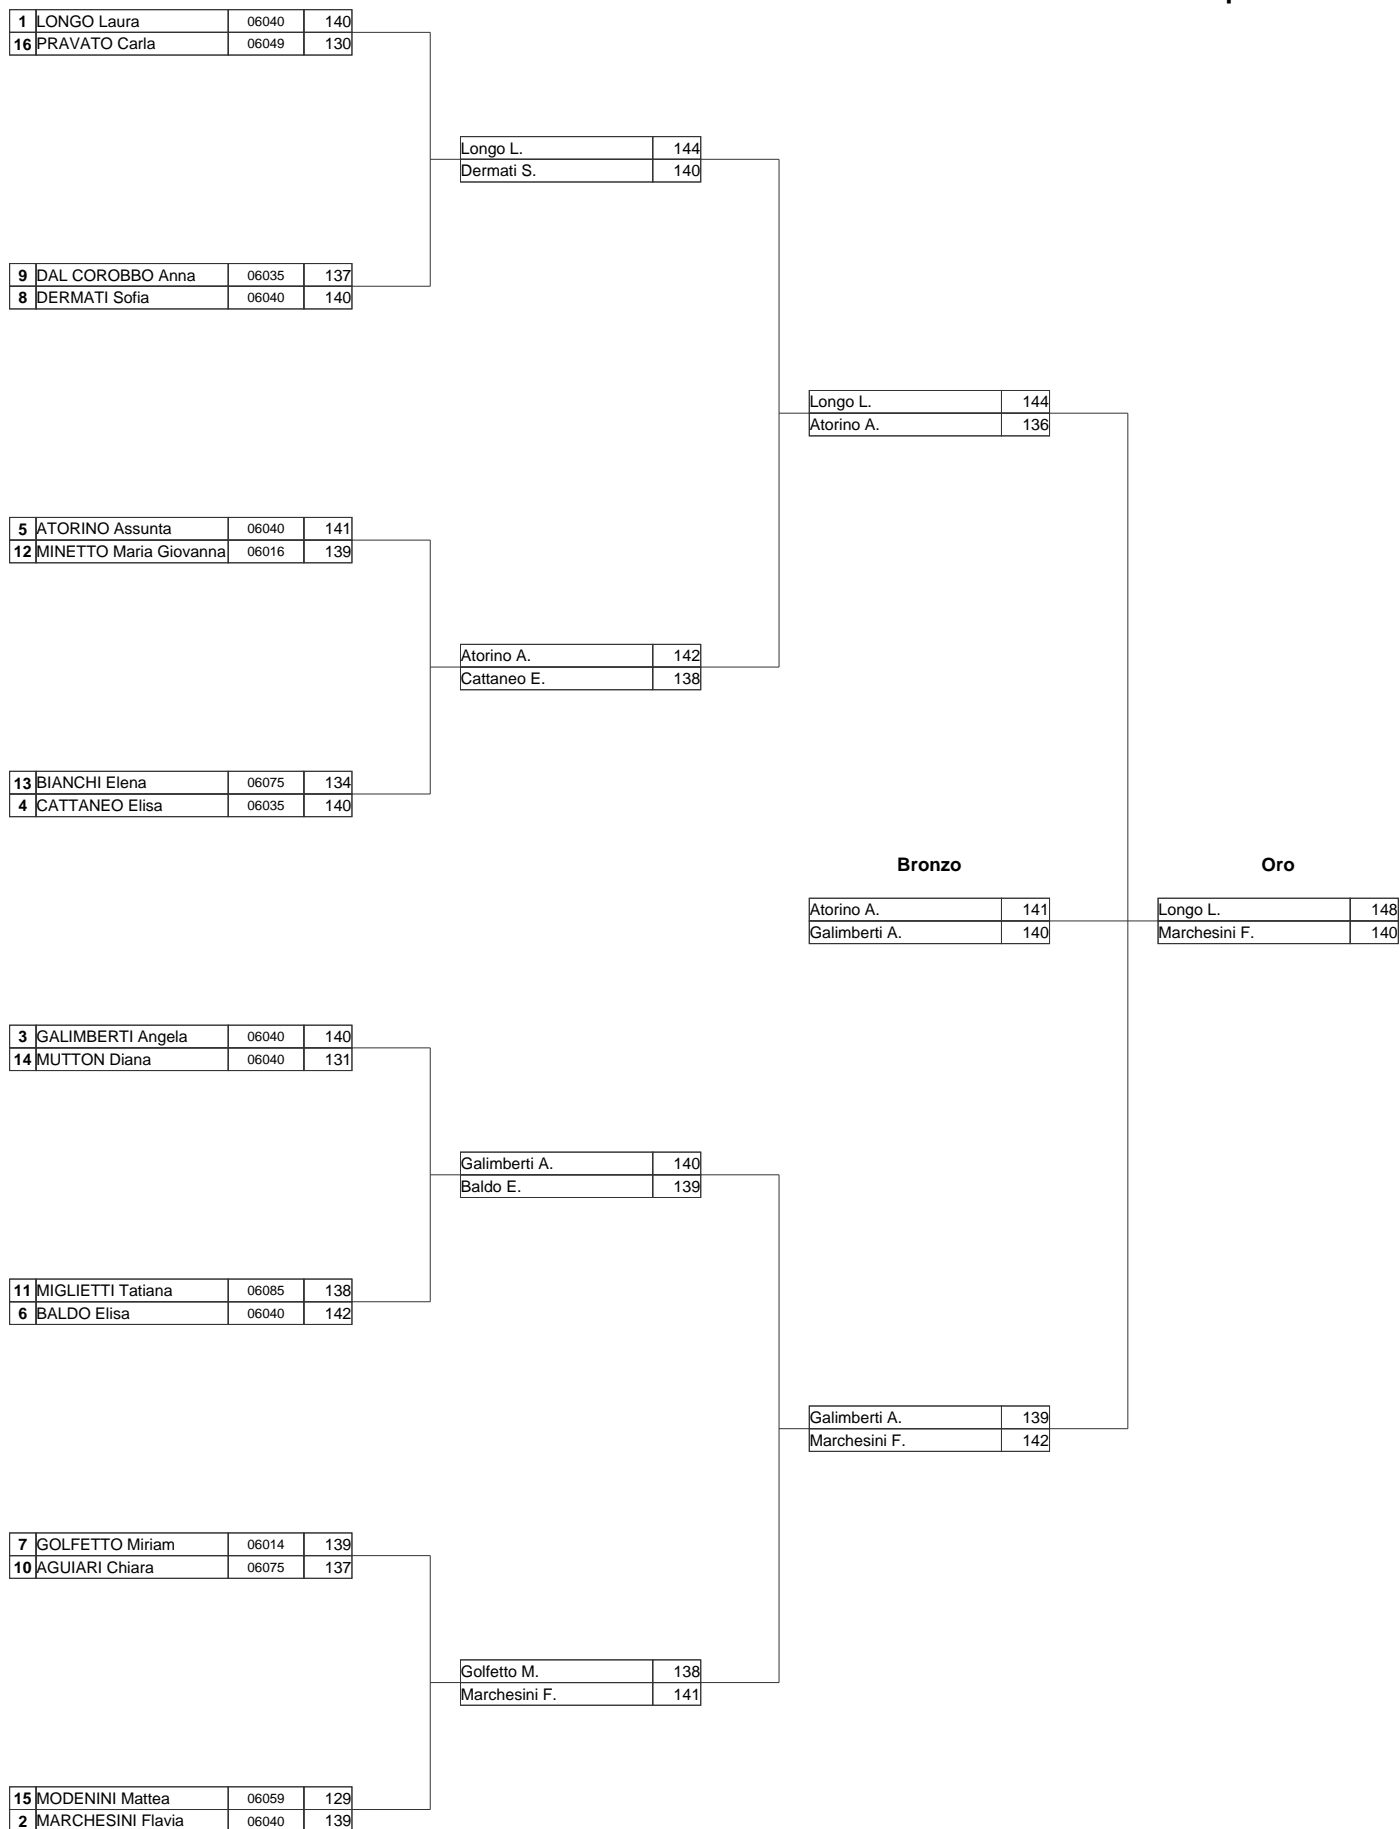 1 LONGO Laura 06040 140
16 PRAVATO Carla 06049 130
Longo L. 144
Dermati S. 140
9 DAL COROBBO Anna 06035 137
8 DERMATI Sofia 06040 140
Longo L. 144
Atorino A. 136
5 ATORINO Assunta 06040 141
12 MINETTO Maria Giovanna 06016 139
Atorino A. 142
Cattaneo E. 138
13 BIANCHI Elena 06075 134
4 CATTANEO Elisa 06035 140
Bronzo Oro
Atorino A. 141 Longo L. 148
Galimberti A. 140 Marchesini F. 140
3 GALIMBERTI Angela 06040 140
14 MUTTON Diana 06040 131
Galimberti A. 140
Baldo E. 139
11 MIGLIETTI Tatiana 06085 138
6 BALDO Elisa 06040 142
Galimberti A. 139
Marchesini F. 142
7 GOLFETTO Miriam 06014 139
10 AGUIARI Chiara 06075 137
Golfetto M. 138
Marchesini F. 141
15 MODENINI Mattea 06059 129
2 MARCHESINI Flavia 06040 139